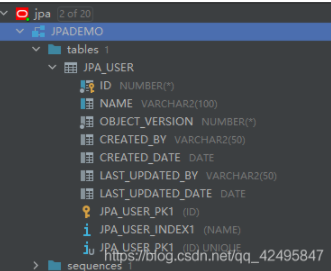 jpa 2 of 20
JPADEMO
tables 1
JPA_USER
ID NUMBER(*)
NAME VARCHAR2(100)
OBJECT_VERSION NUMBER(*)
CREATED_BY VARCHAR2(50)
CREATED_DATE DATE
LAST_UPDATED_BY VARCHAR2(50)
LAST_UPDATED_DATE DATE
JPA_USER_PK1 (ID)
JPA_USER_INDEX1 (NAME)
JPA_USER_PK1 (ID) UNIQUE
https://blog.csdn.net/qq_42495847
sequences 1